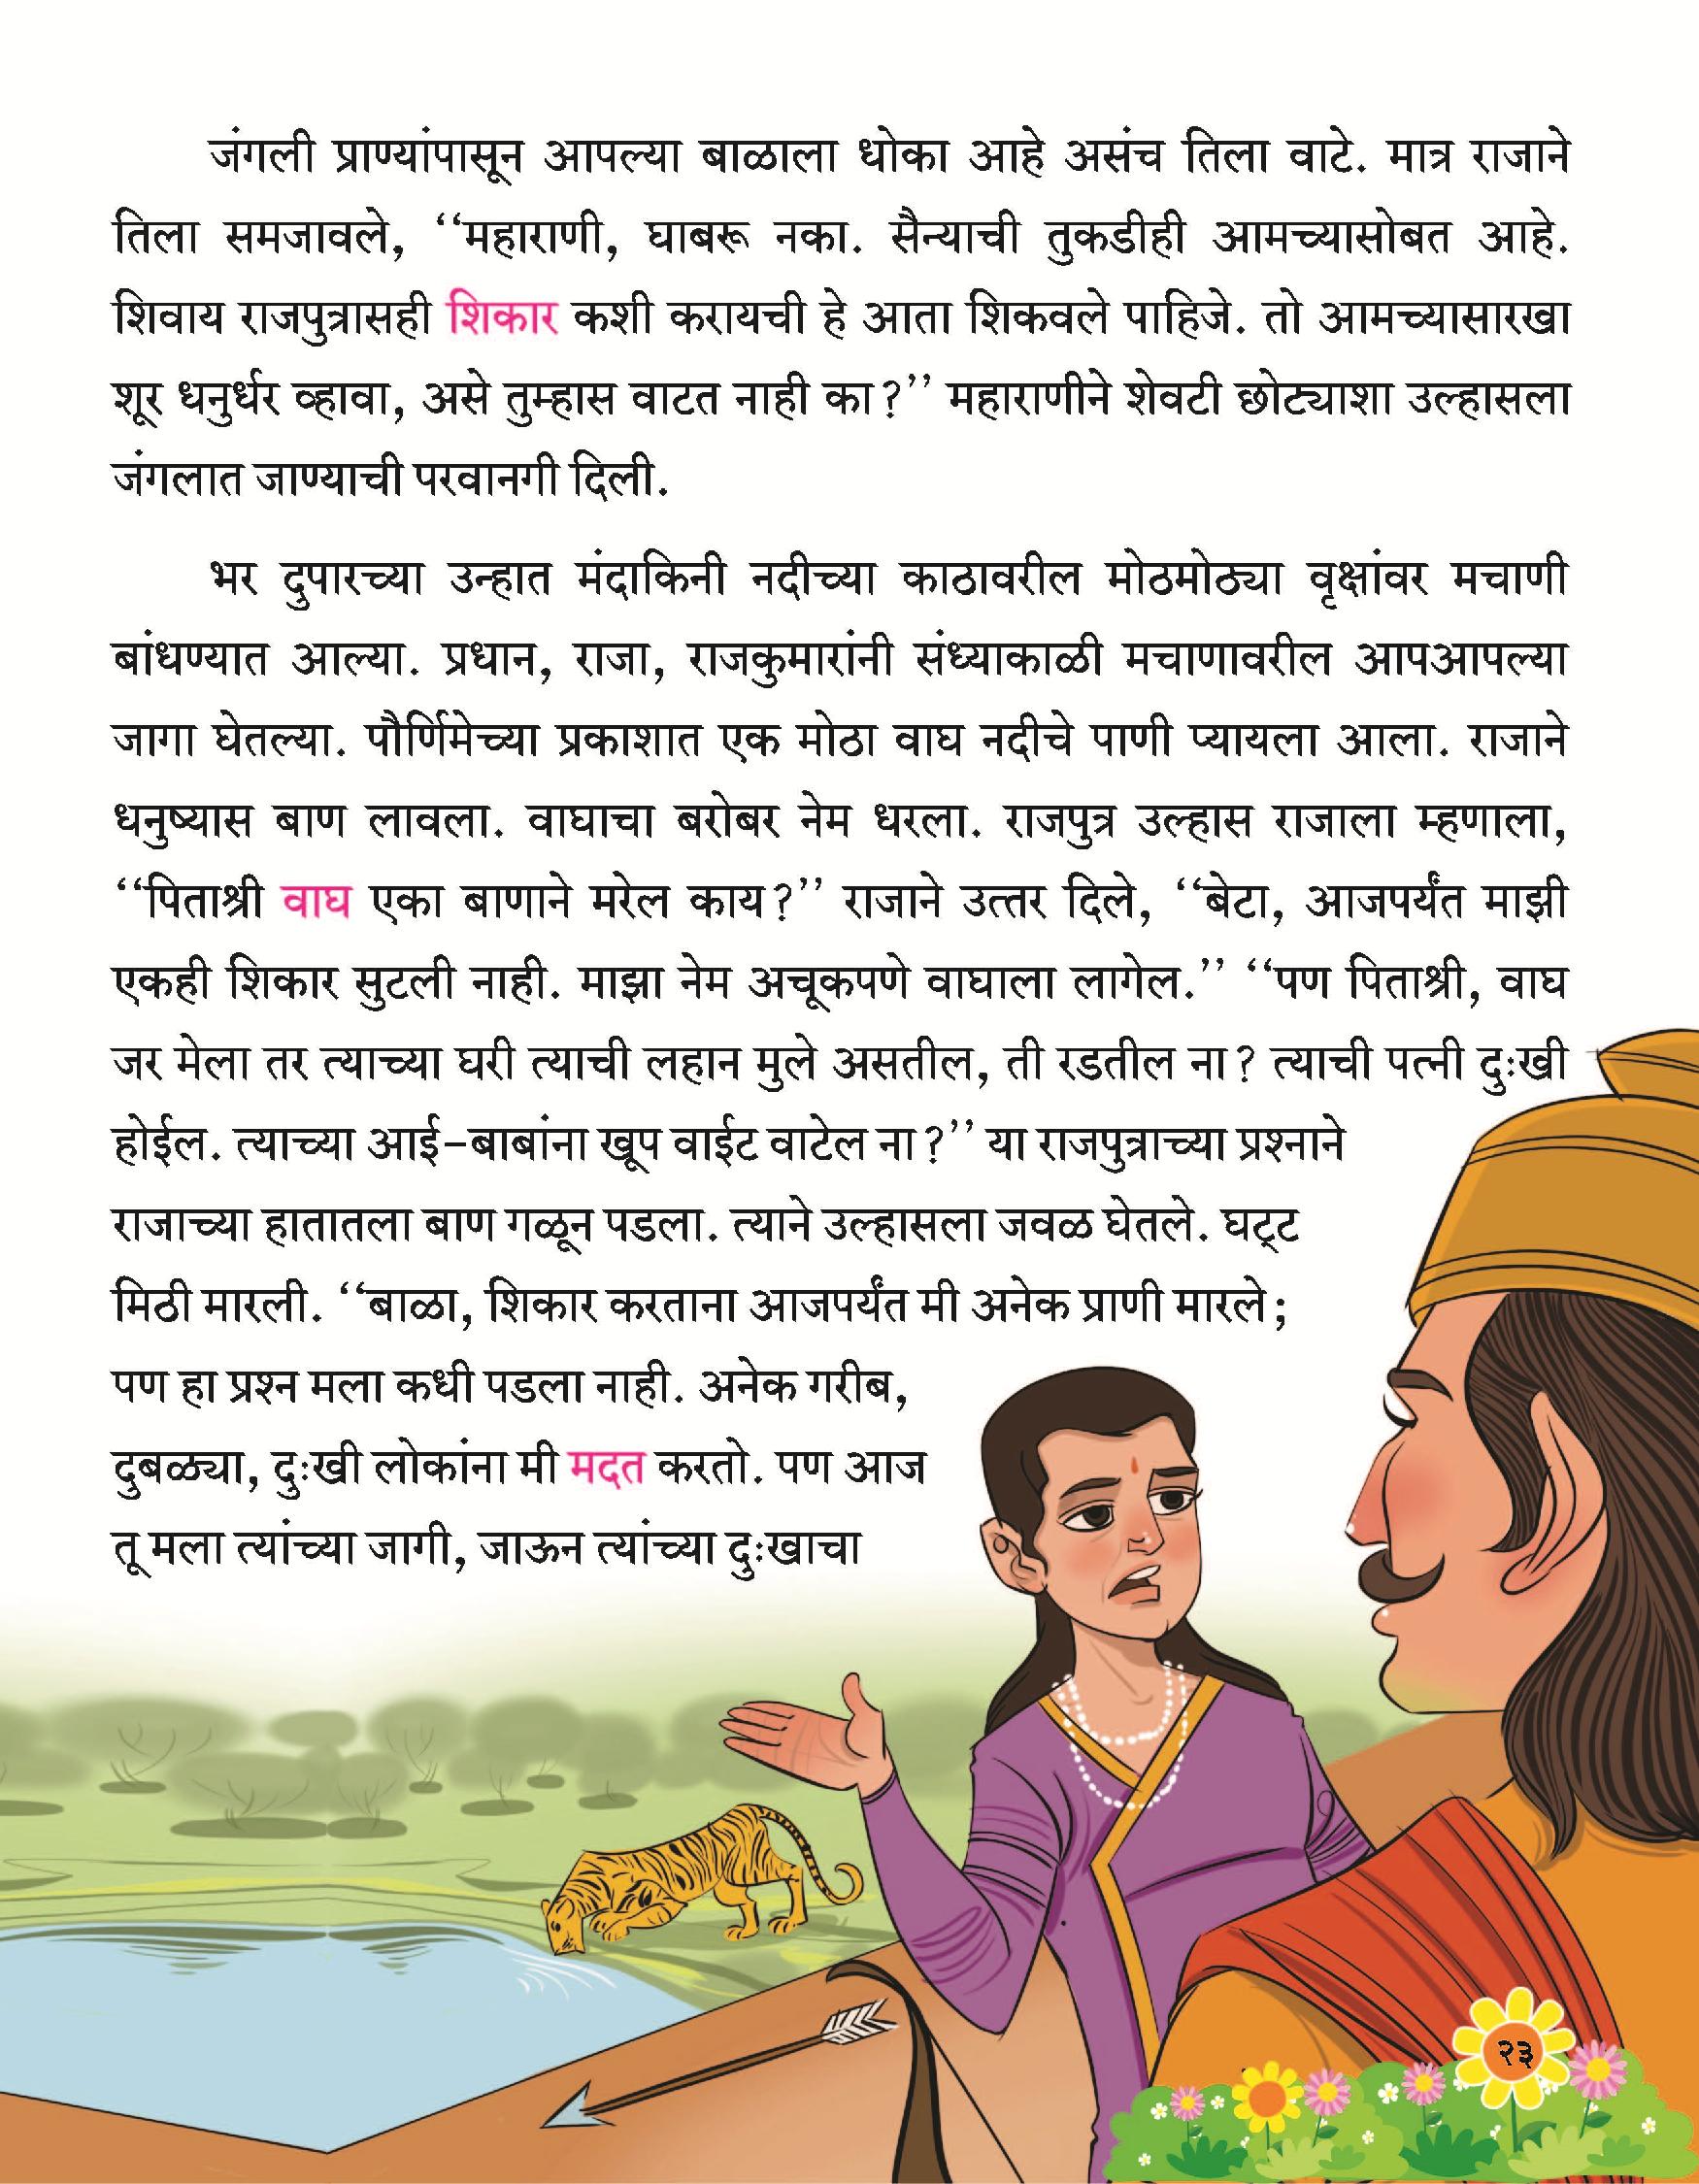 जंगली प्राण्यांपासून आपल्या बाळाला धोका आहे असंच तिला वाटे. मात्र राजाने
तिला समजावले, ‘‘महाराणी, घाबरू नका. सैन्याची तुकडीही आमच्यासोबत आहे.
शिवाय राजपुत्रासही शिकार कशी करायची हे आता शिकवले पाहिजे. तो आमच्यासारखा
शूर धनुर्धर व्हावा, असे तुम्हास वाटत नाही का?’’ महाराणीने शेवटी छोट्याशा उल्हासला
जंगलात जाण्याची परवानगी दिली.
भर दुपारच्या उन्हात मंदाकिनी नदीच्या काठावरील मोठमोठ्या वृक्षांवर मचाणी
बांधण्यात आल्या. प्रधान, राजा, राजकुमारांनी संध्याकाळी मचाणावरील आपआपल्या
जागा घेतल्या. पौर्णिमेच्या प्रकाशात एक मोठा वाघ नदीचे पाणी प्यायला आला. राजाने
धनुष्यास बाण लावला. वाघाचा बरोबर नेम धरला. राजपुत्र उल्हास राजाला म्हणाला,
‘‘पिताश्री वाघ एका बाणाने मरेल काय?’’ राजाने उत्तर दिले, ‘‘बेटा, आजपर्यंत माझी
एकही शिकार सुटली नाही. माझा नेम अचूकपणे वाघाला लागेल.’’ ‘‘पण पिताश्री, वाघ
जर मेला तर त्याच्या घरी त्याची लहान मुले असतील, ती रडतील ना? त्याची पत्नी दुःखी
होईल. त्याच्या आई-बाबांना खूप वाईट वाटेल ना?’’ या राजपुत्राच्या प्रश्नाने
राजाच्या हातातला बाण गळून पडला. त्याने उल्हासला जवळ घेतले. घट्ट
मिठी मारली. ‘‘बाळा, शिकार करताना आजपर्यंत मी अनेक प्राणी मारले;
पण हा प्रश्न मला कधी पडला नाही. अनेक गरीब,
दुबळ्या, दुःखी लोकांना मी मदत करतो. पण आज
तू मला त्यांच्या जागी, जाऊन त्यांच्या दुःखाचा
२३